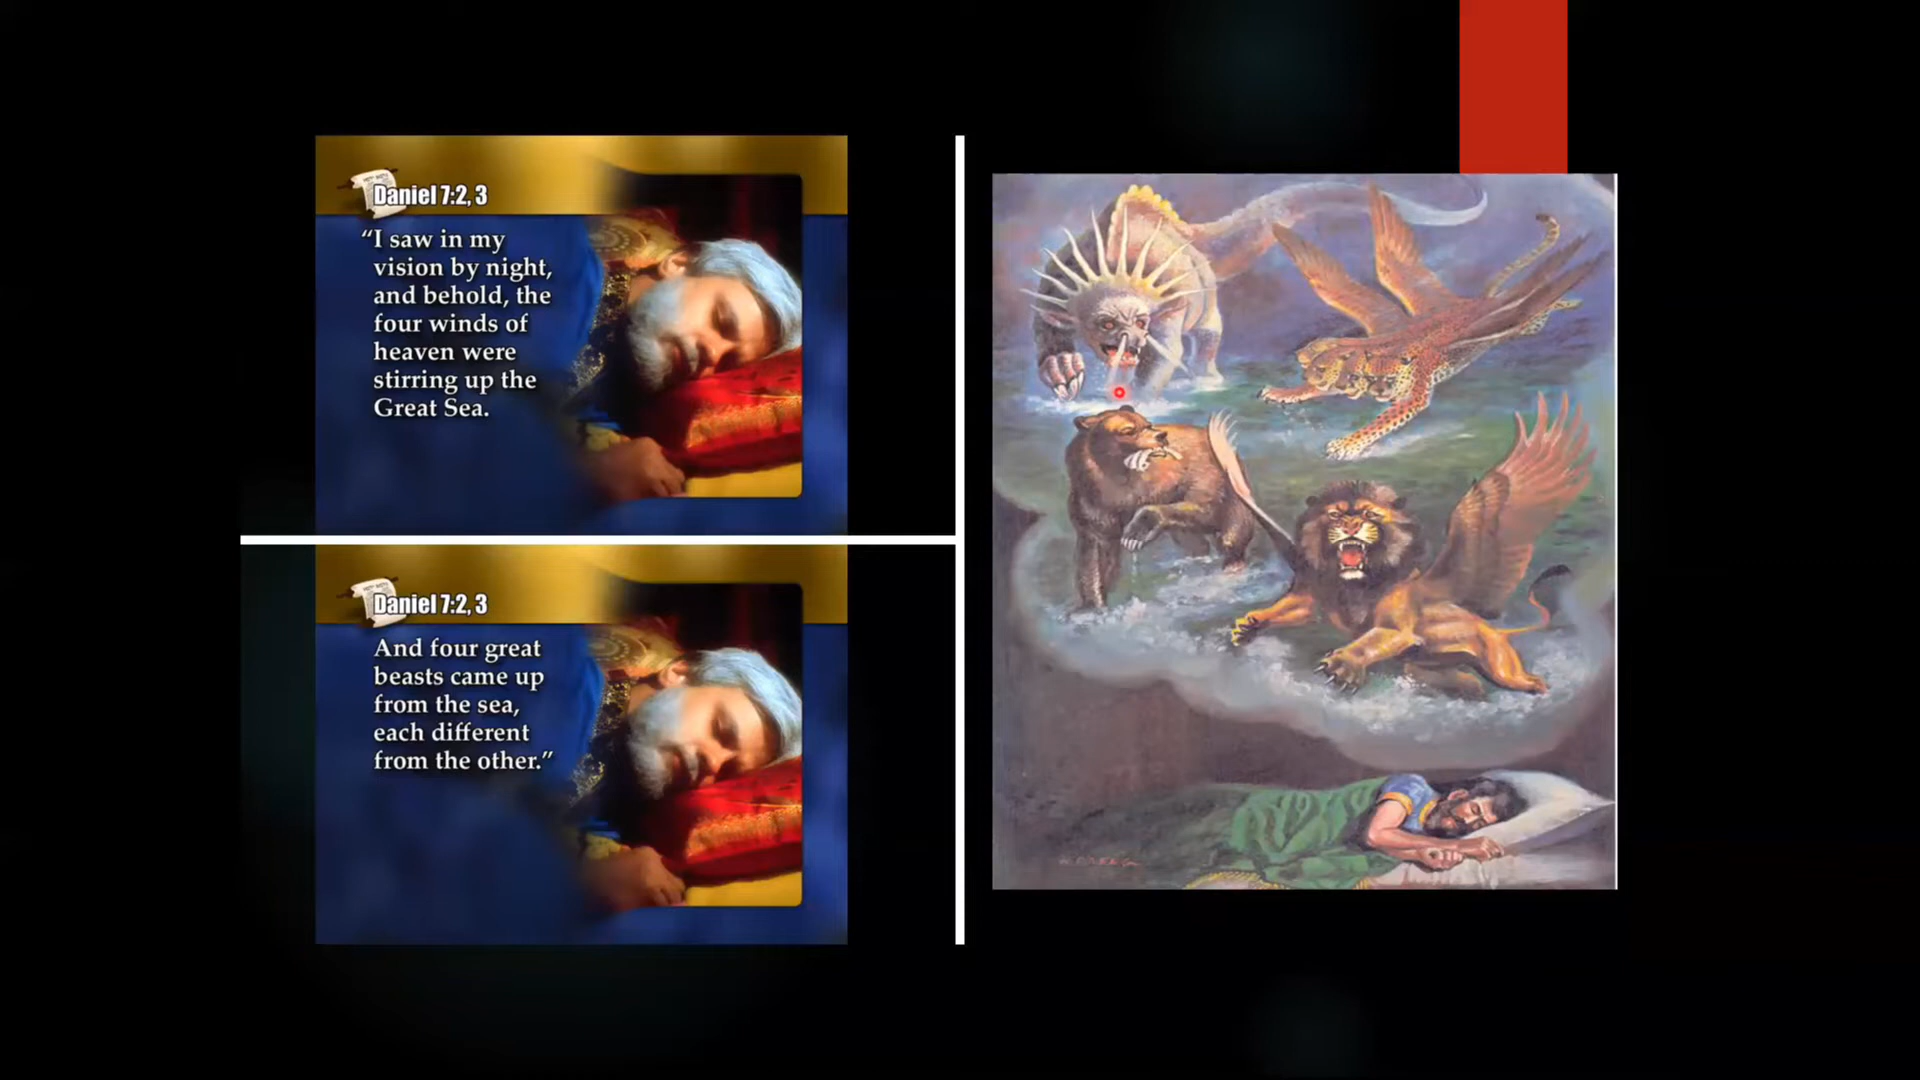 Daniel 7:2, 3
“I saw in my
vision by night,
and behold, the
four winds of
heaven were
stirring up the
Great Sea.
Daniel 7:2, 3
And four great
beasts came up
from the sea,
each different
from the other.”